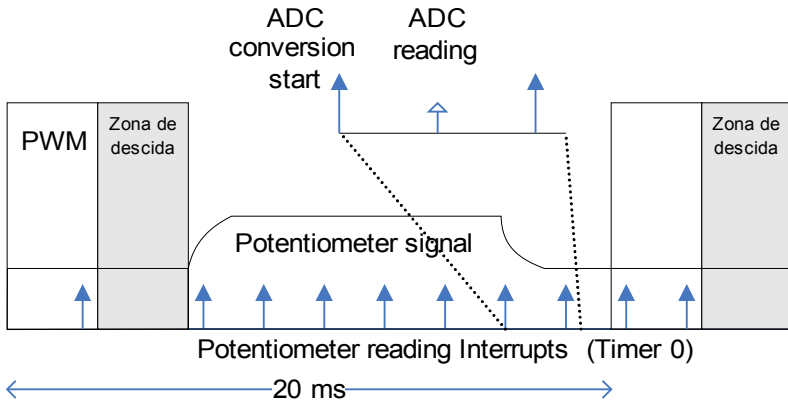 ADC
conversion
start
ADC
reading
PWM
Zona de
descida
Zona de
descida
Potentiometer signal
Potentiometer reading Interrupts (Timer 0)
20 ms